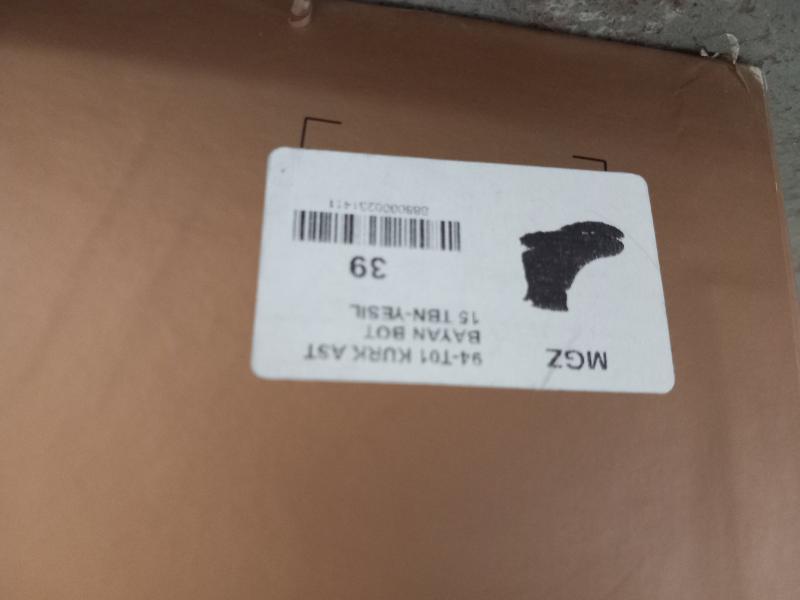 MGZ
94-T01 KURK AST
BAYAN BOT
15 TBN-YESIL
39